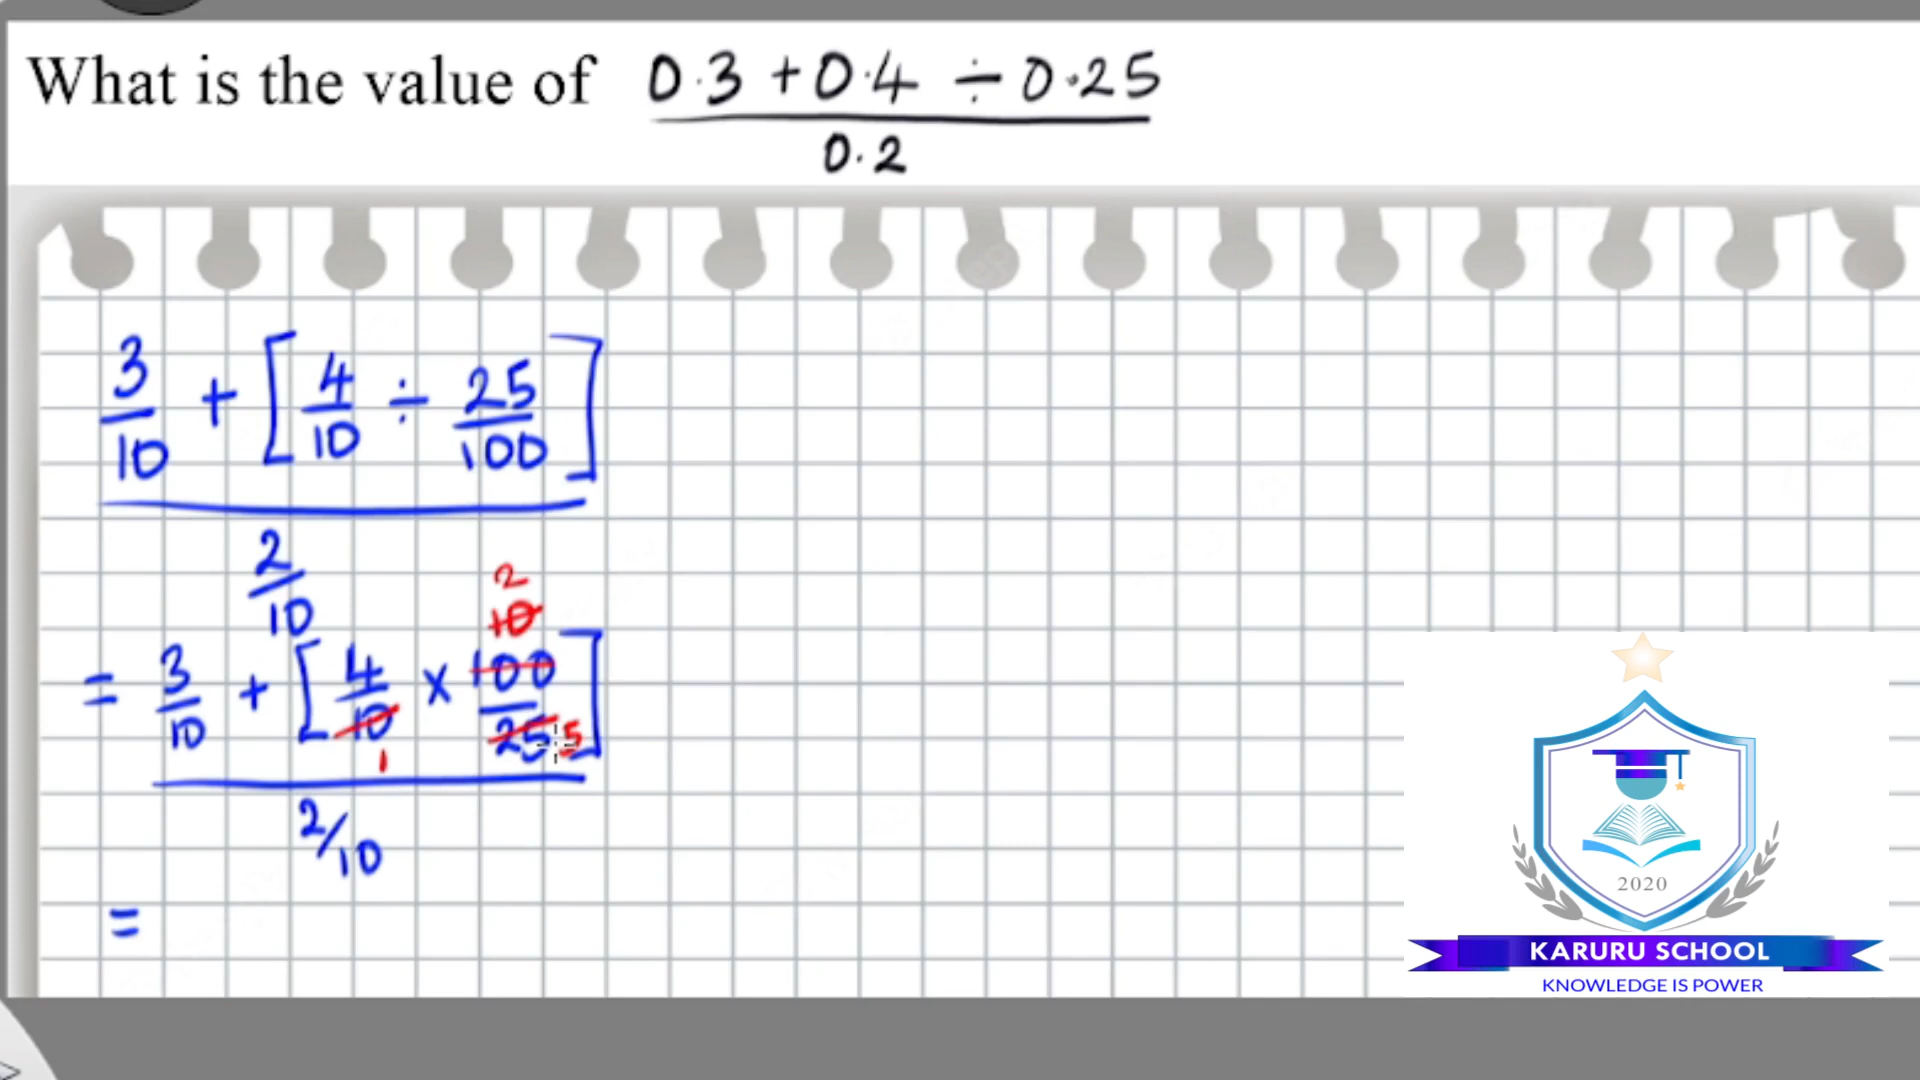 What is the value of 0.3 + 0.4 ÷ 0.25
0.2
3/10 + [4/10 ÷ 25/100]
2/10
2
10
= 3/10 + [4/10 × 100/25]
1 5
2/10
=
2020
KARURU SCHOOL
KNOWLEDGE IS POWER